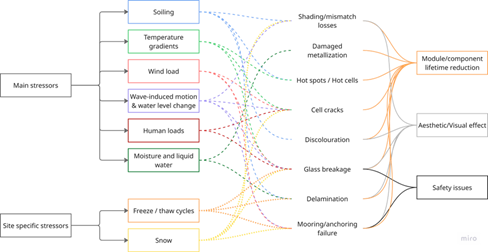 Main stressors
Site specific stressors
Soiling
Temperature
gradients
Wind load
Wave-induced motion
& water level change
Human loads
Moisture and liquid
water
Freeze / thaw cycles
Snow
Shading/mismatch
losses
Damaged
metallization
Hot spots / Hot cells
Cell cracks
Discolouration
Glass breakage
Delamination
Mooring/anchoring
failure
Module/component
lifetime reduction
Aesthetic/Visual effect
Safety issues
miro